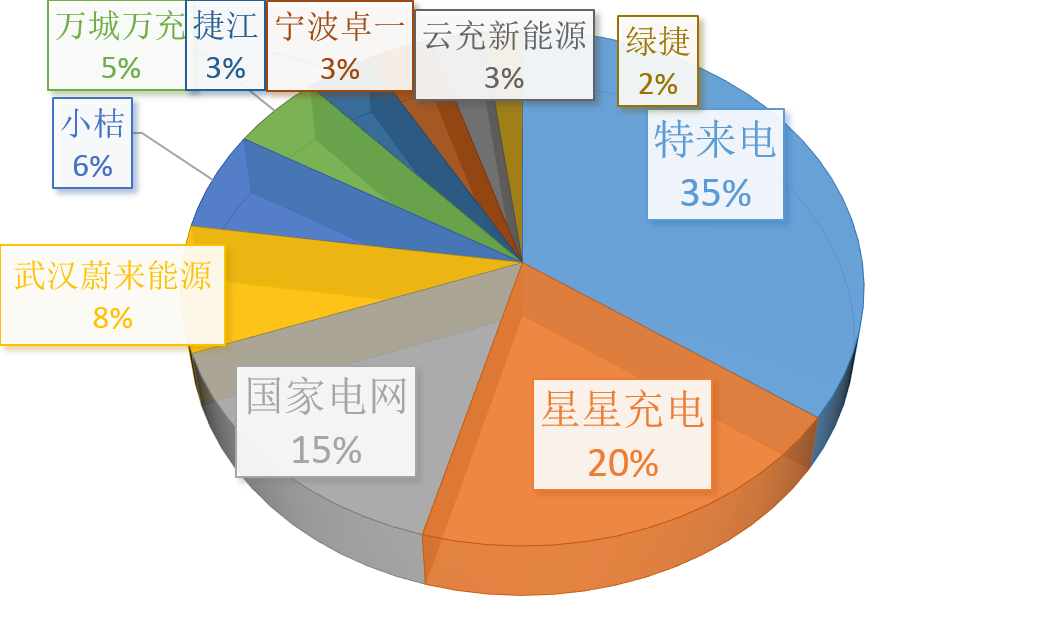 万城万充
5%
捷江
3%
宁波卓一
3%
云充新能源
3%
绿捷
2%
小桔
6%
特来电
35%
武汉蔚来能源
8%
国家电网
15%
星星充电
20%